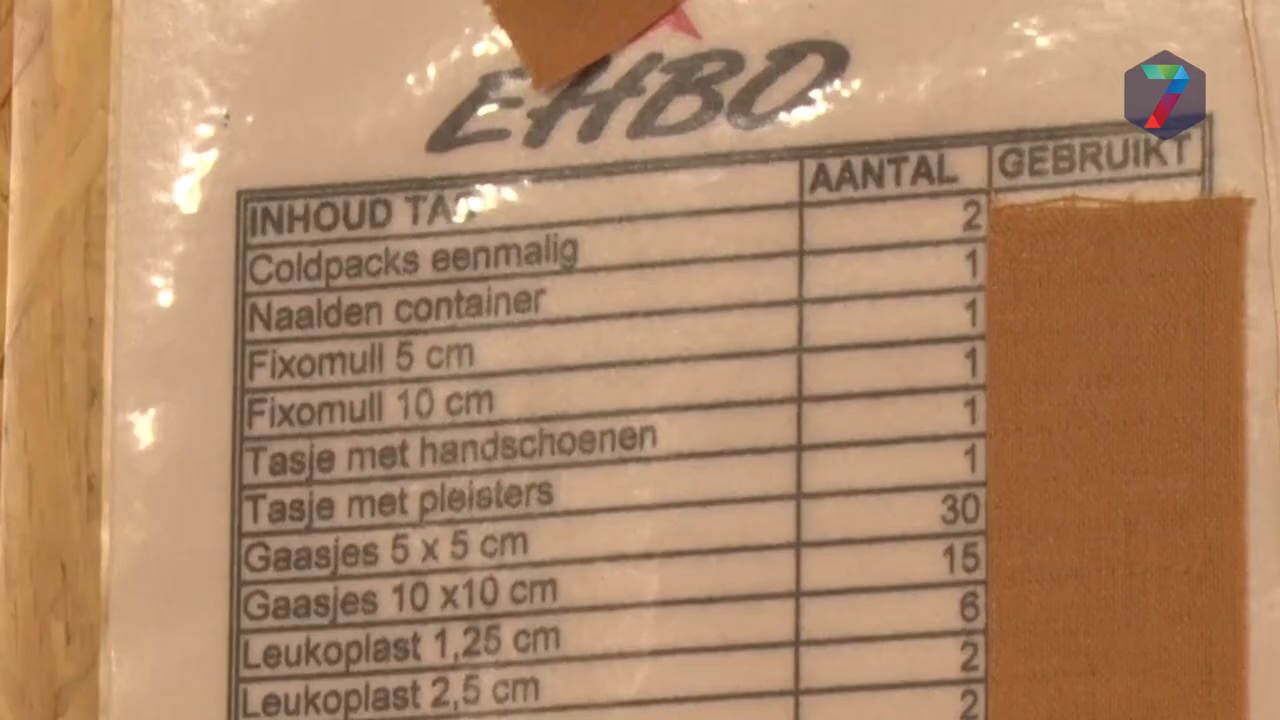 7
EHBO
INHOUD AANTAL GEBRUIKT
Coldpacks eenmalig 2
Naalden container 1
Fixomull 5 cm 1
Fixomull 10 cm 1
Tasje met handschoenen 1
Tasje met pleisters 1
Gaasjes 5 x 5 cm 30
Gaasjes 10 x10 cm 15
Leukoplast 1,25 cm 6
Leukoplast 2,5 cm 2
2